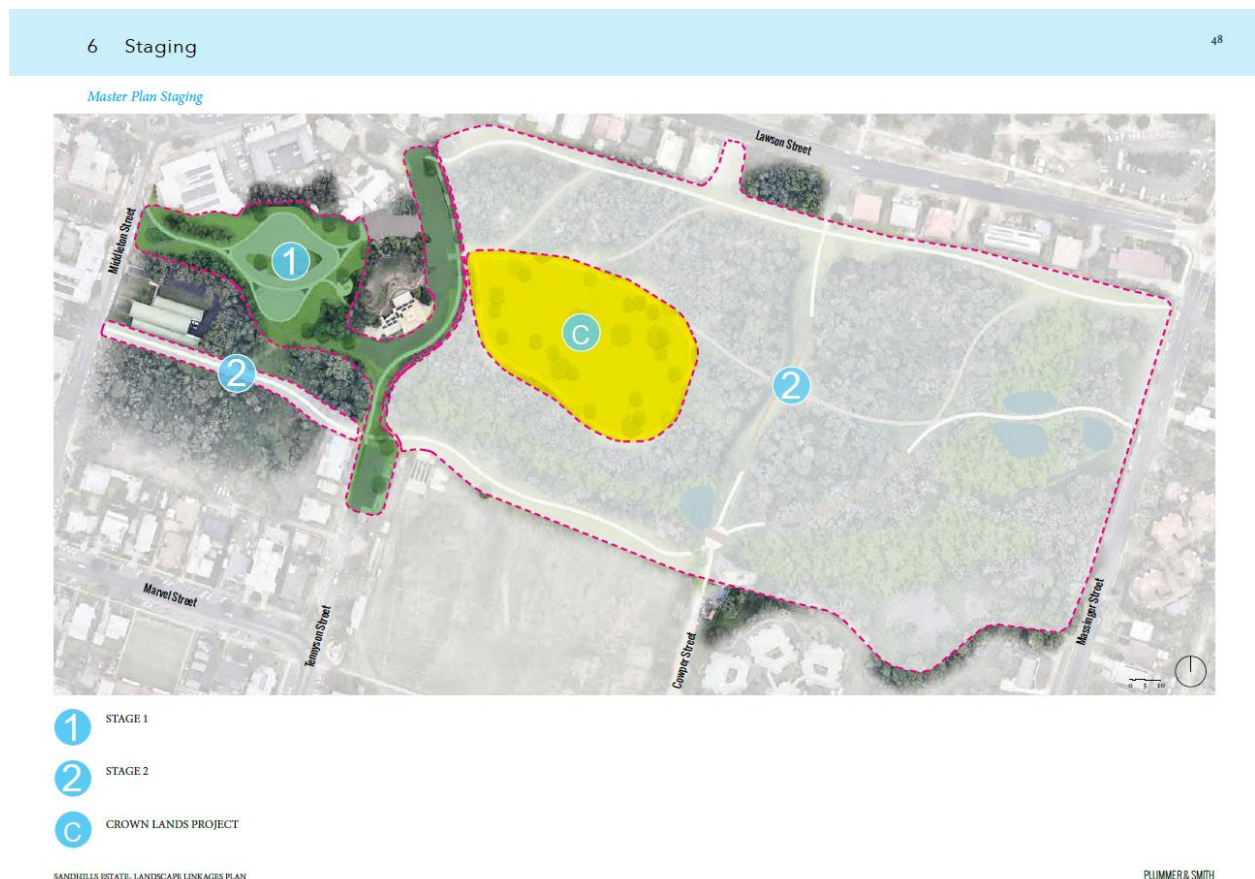 6 Staging
48
Master Plan Staging
Lawson Street
Middleton Street
1
C
2
2
Marvel Street
Tennyson Street
Cowper Street
Massinger Street
0 5 10
1 STAGE 1
2 STAGE 2
C CROWN LANDS PROJECT
SANDHILLS ESTATE- LANDSCAPE LINKAGES PLAN
PLUMMER & SMITH